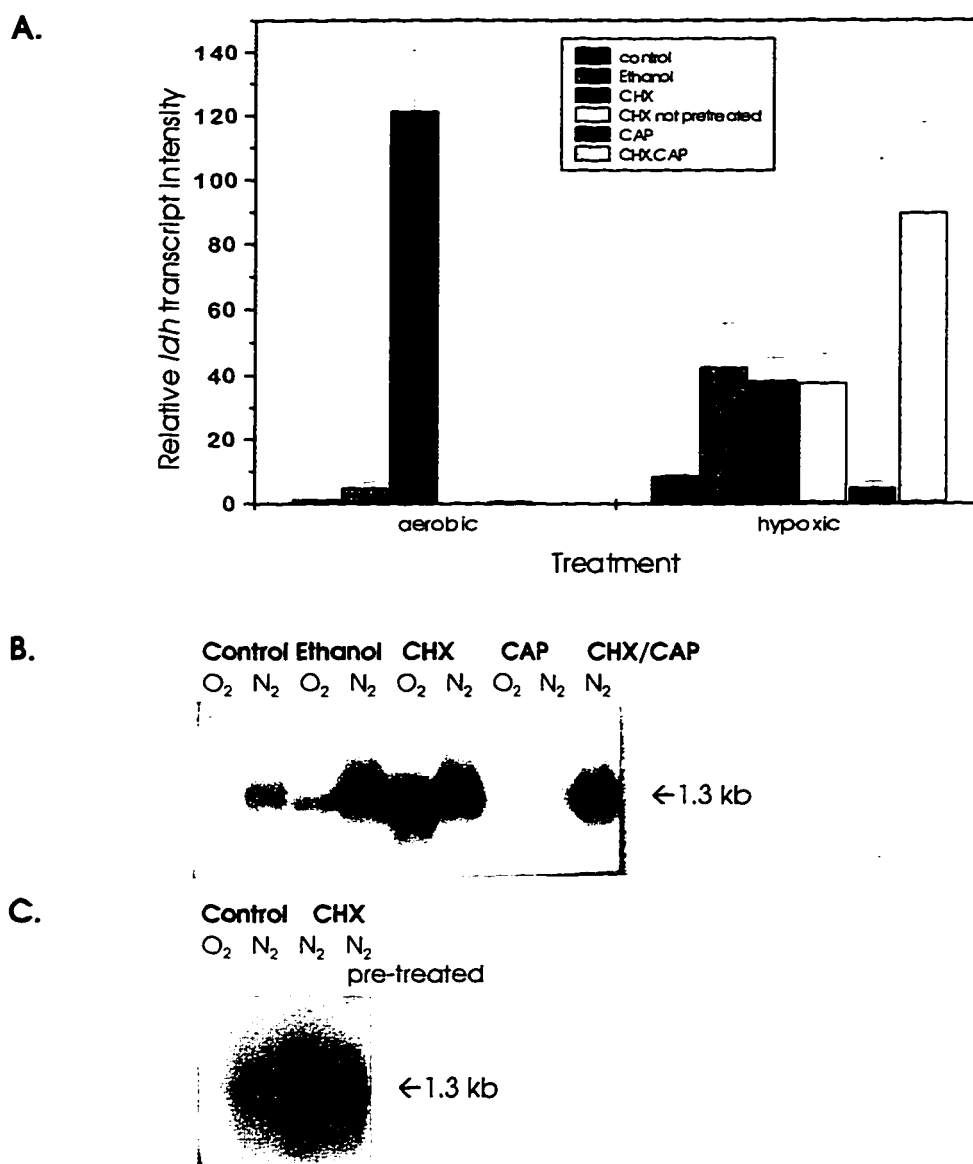 A.
140
120
100
80
60
40
20
0
Relative ldh transcript Intensity
control
Ethanol
CHX
CHX not pretreated
CAP
CHX.CAP
aerobic
hypoxic
Treatment
B.
Control Ethanol CHX CAP CHX/CAP
O₂ N₂ O₂ N₂ O₂ N₂ O₂ N₂ N₂
←1.3 kb
C.
Control CHX
O₂ N₂ N₂ N₂
pre-treated
←1.3 kb